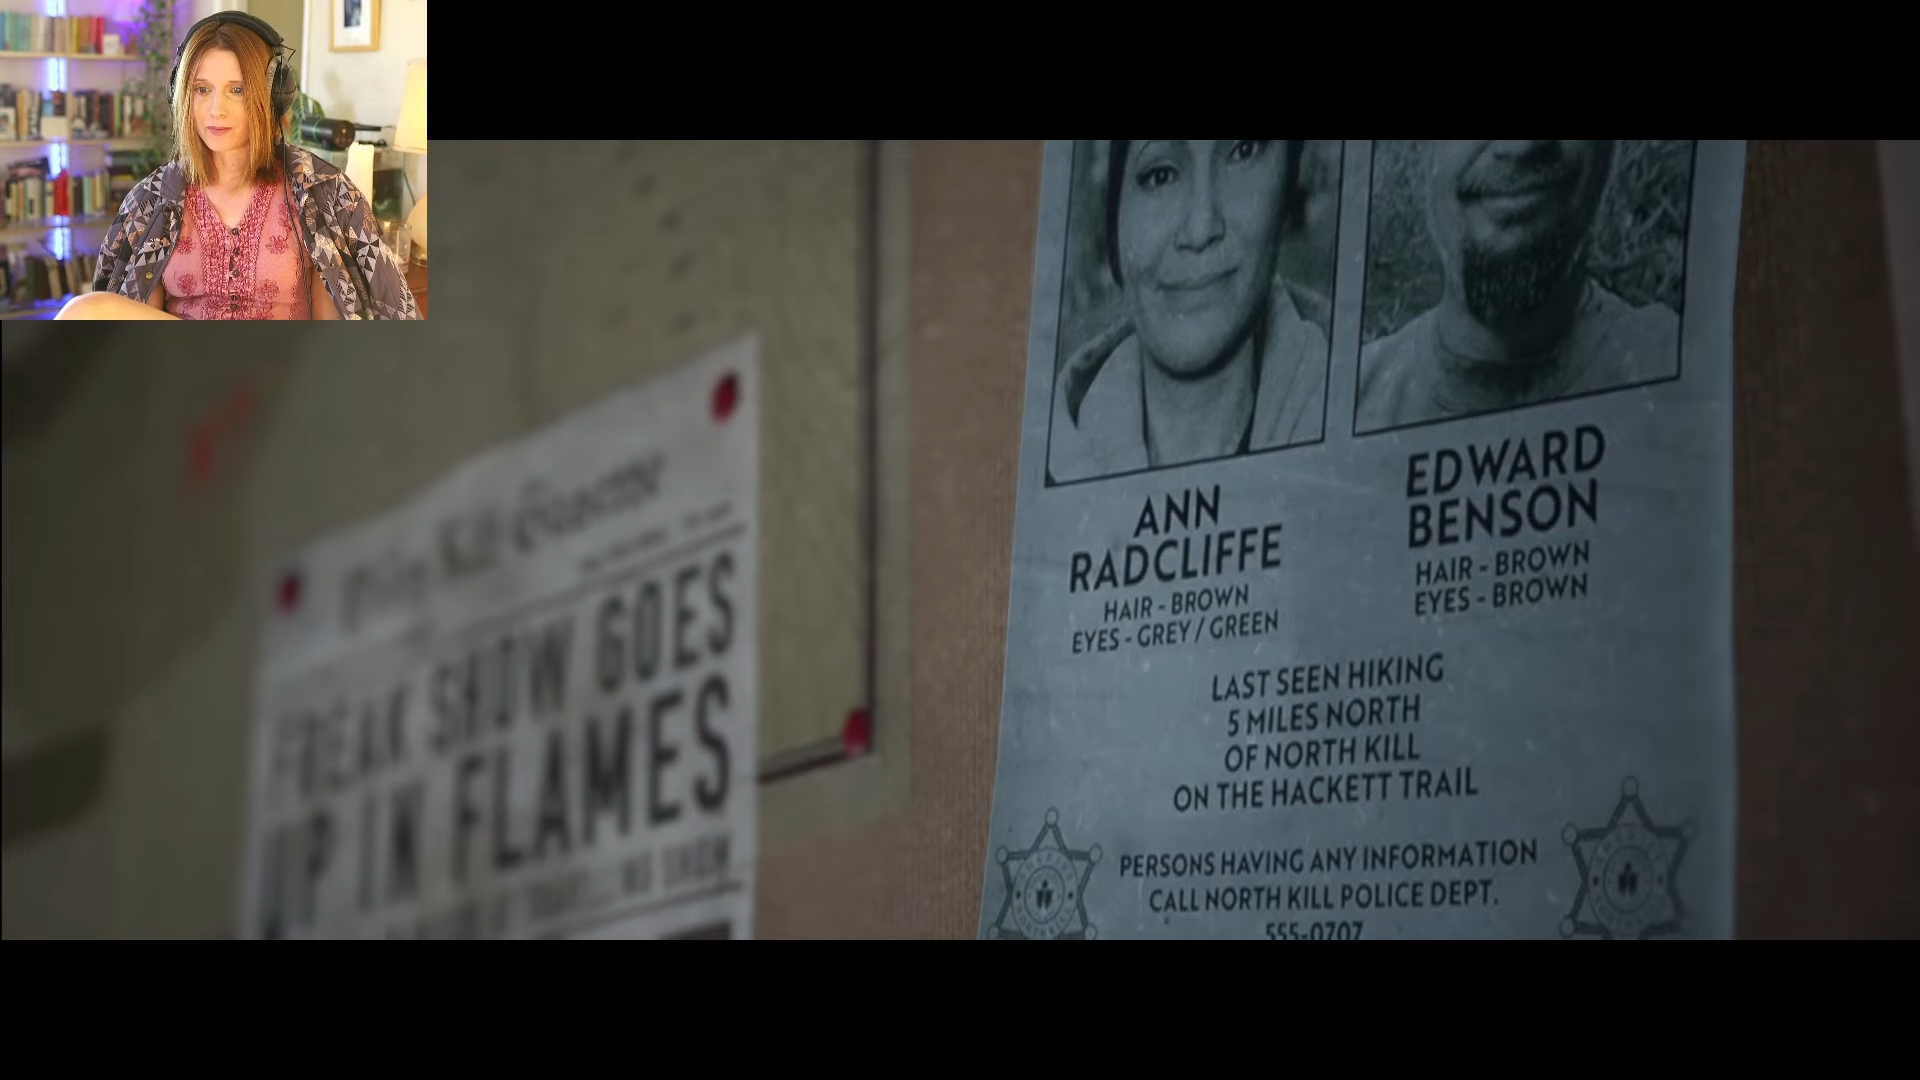 FREAK SHOW GOES
UP IN FLAMES
ANN
RADCLIFFE
HAIR - BROWN
EYES - GREY / GREEN
EDWARD
BENSON
HAIR - BROWN
EYES - BROWN
LAST SEEN HIKING
5 MILES NORTH
OF NORTH KILL
ON THE HACKETT TRAIL
PERSONS HAVING ANY INFORMATION
CALL NORTH KILL POLICE DEPT.
555-0707